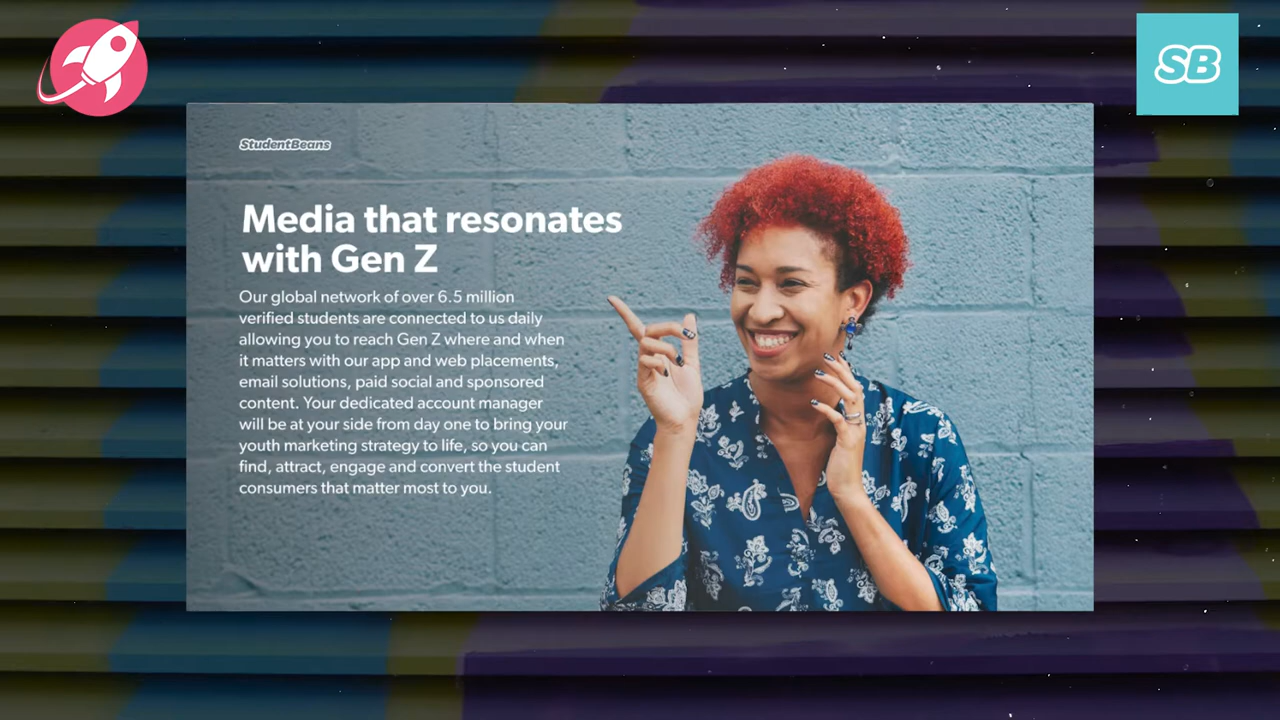 SB
StudentBeans
Media that resonates
with Gen Z
Our global network of over 6.5 million
verified students are connected to us daily
allowing you to reach Gen Z where and when
it matters with our app and web placements,
email solutions, paid social and sponsored
content. Your dedicated account manager
will be at your side from day one to bring your
youth marketing strategy to life, so you can
find, attract, engage and convert the student
consumers that matter most to you.